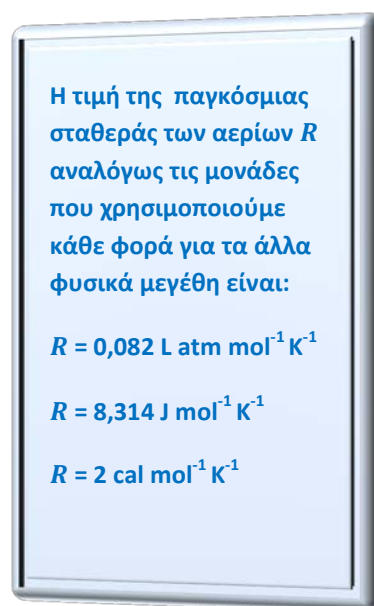 Η τιμή της παγκόσμιας
σταθεράς των αερίων R
αναλόγως τις μονάδες
που χρησιμοποιούμε
κάθε φορά για τα άλλα
φυσικά μεγέθη είναι:
R = 0,082 L atm mol⁻¹ K⁻¹
R = 8,314 J mol⁻¹ K⁻¹
R = 2 cal mol⁻¹ K⁻¹